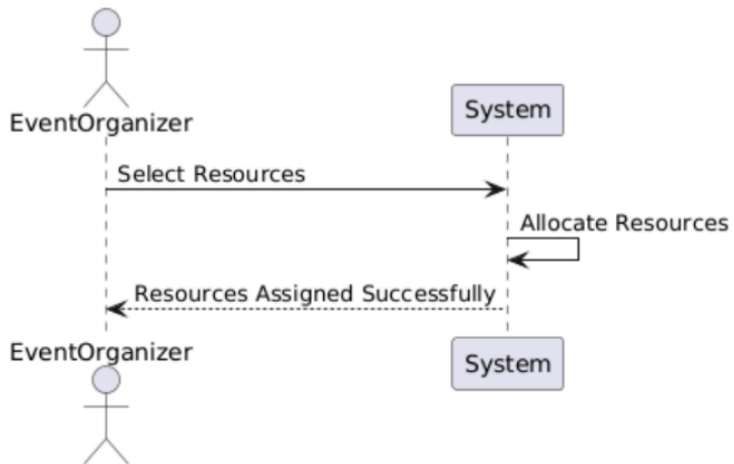 EventOrganizer
System
Select Resources
Allocate Resources
Resources Assigned Successfully
EventOrganizer
System